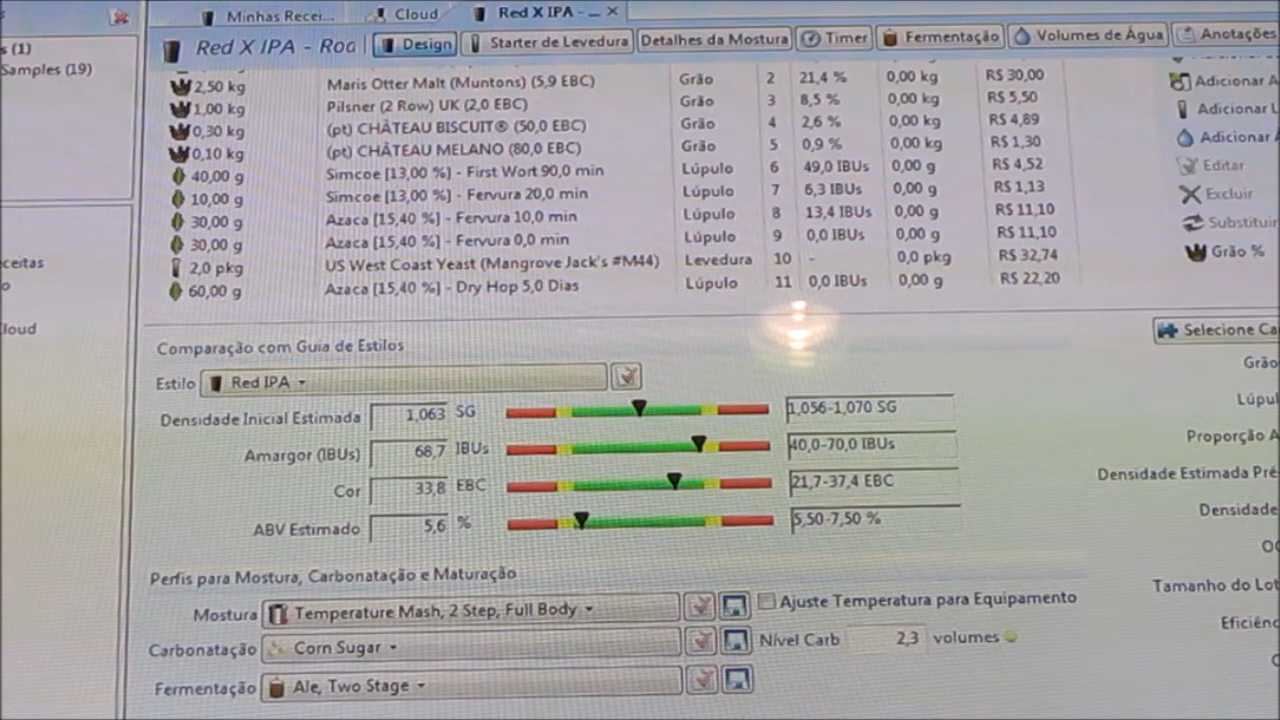 Minhas Recei... Cloud Red X IPA - ... ✕
s (1)
Samples (19)
Red X IPA - Roa Design Starter de Levedura Detalhes da Mostura Timer Fermentação Volumes de Água Anotações
2,50 kg Maris Otter Malt (Muntons) (5,9 EBC) Grão 2 21,4 % 0,00 kg R$ 30,00
1,00 kg Pilsner (2 Row) UK (2,0 EBC) Grão 3 8,5 % 0,00 kg R$ 5,50
0,30 kg (pt) CHÂTEAU BISCUIT® (50,0 EBC) Grão 4 2,6 % 0,00 kg R$ 4,89
0,10 kg (pt) CHÂTEAU MELANO (80,0 EBC) Grão 5 0,9 % 0,00 kg R$ 1,30
40,00 g Simcoe [13,00 %] - First Wort 90,0 min Lúpulo 6 49,0 IBUs 0,00 g R$ 4,52
10,00 g Simcoe [13,00 %] - Fervura 20,0 min Lúpulo 7 6,3 IBUs 0,00 g R$ 1,13
30,00 g Azaca [15,40 %] - Fervura 10,0 min Lúpulo 8 13,4 IBUs 0,00 g R$ 11,10
30,00 g Azaca [15,40 %] - Fervura 0,0 min Lúpulo 9 0,0 IBUs 0,00 g R$ 11,10
2,0 pkg US West Coast Yeast (Mangrove Jack's #M44) Levedura 10 - 0,0 pkg R$ 32,74
60,00 g Azaca [15,40 %] - Dry Hop 5,0 Dias Lúpulo 11 0,0 IBUs 0,00 g R$ 22,20
Adicionar A
Adicionar L
Adicionar
Editar
Excluir
Substituir
Grão %
ceitas
o
loud
Comparação com Guia de Estilos
Selecione Ca
Estilo Red IPA
Grão
Densidade Inicial Estimada 1,063 SG 1,056-1,070 SG
Lúpul
Amargor (IBUs) 68,7 IBUs 40,0-70,0 IBUs
Proporção A
Cor 33,8 EBC 21,7-37,4 EBC
Densidade Estimada Pré
ABV Estimado 5,6 % 5,50-7,50 %
Densidade
Perfis para Mostura, Carbonatação e Maturação
Tamanho do Lot
Mostura Temperature Mash, 2 Step, Full Body Ajuste Temperatura para Equipamento
Eficiênc
Carbonatação Corn Sugar Nível Carb 2,3 volumes
Fermentação Ale, Two Stage